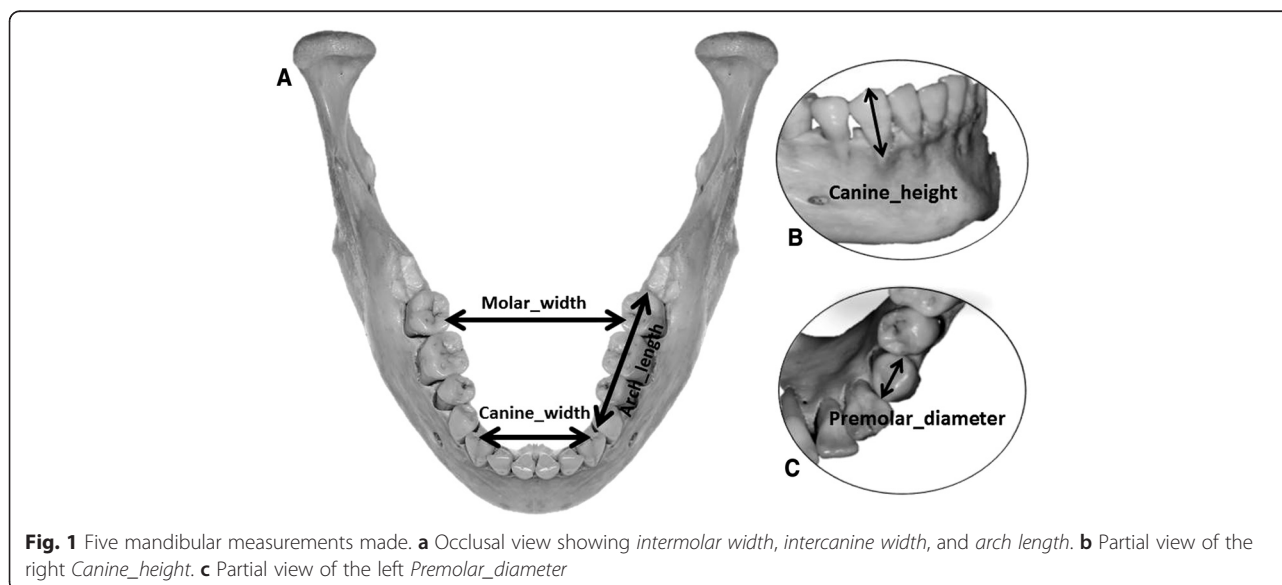 A
Molar_width
Arch_length
Canine_width
Canine_height
B
Premolar_diameter
C
Fig. 1 Five mandibular measurements made. a Occlusal view showing intermolar width, intercanine width, and arch length. b Partial view of the
right Canine_height. c Partial view of the left Premolar_diameter